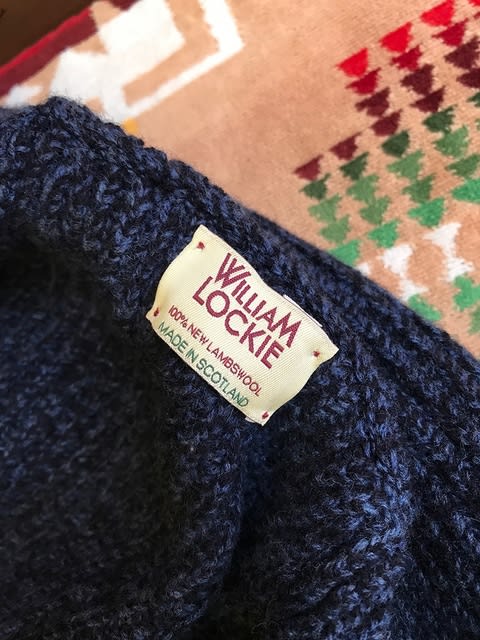 WILLIAM
LOCKIE
100% NEW LAMBSWOOL
MADE IN SCOTLAND